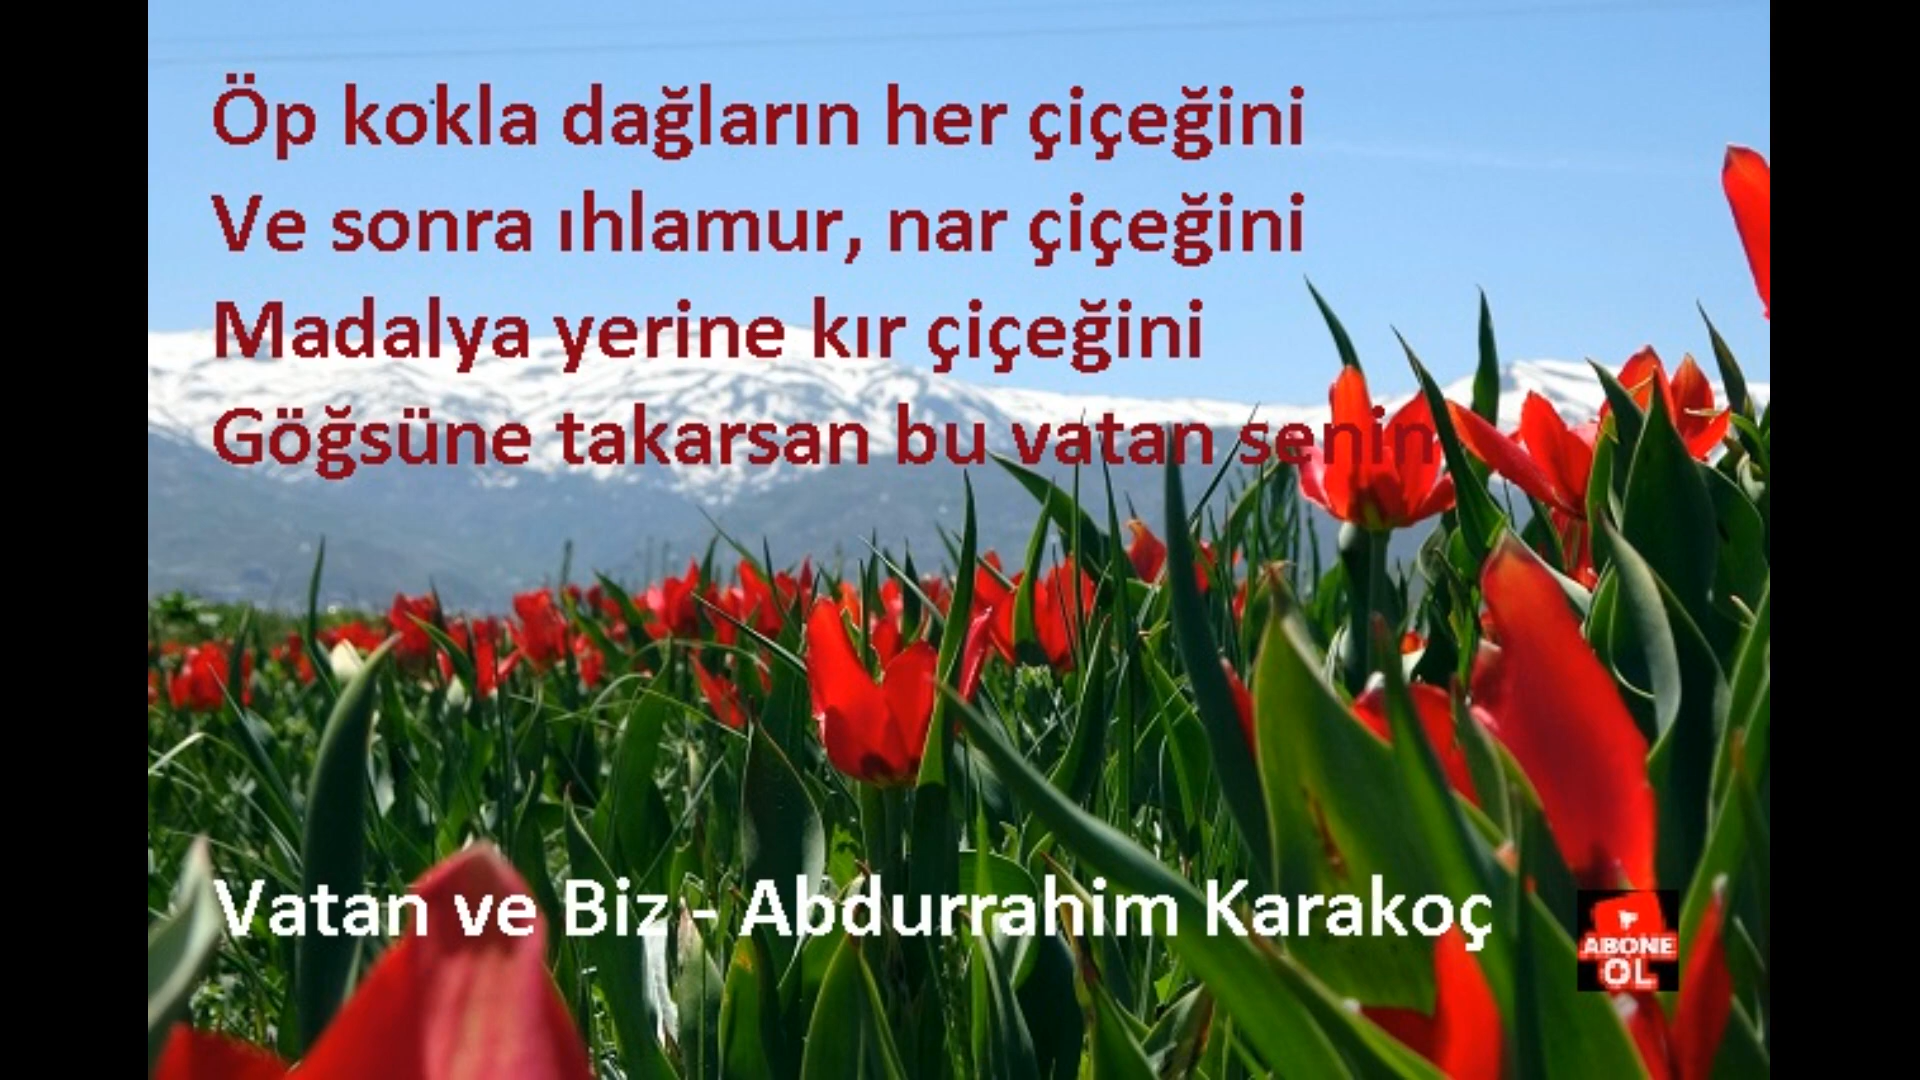 Öp kokla dağların her çiçeğini
Ve sonra ıhlamur, nar çiçeğini
Madalya yerine kır çiçeğini
Göğsüne takarsan bu vatan senin
Vatan ve Biz - Abdurrahim Karakoç
ABONE
OL